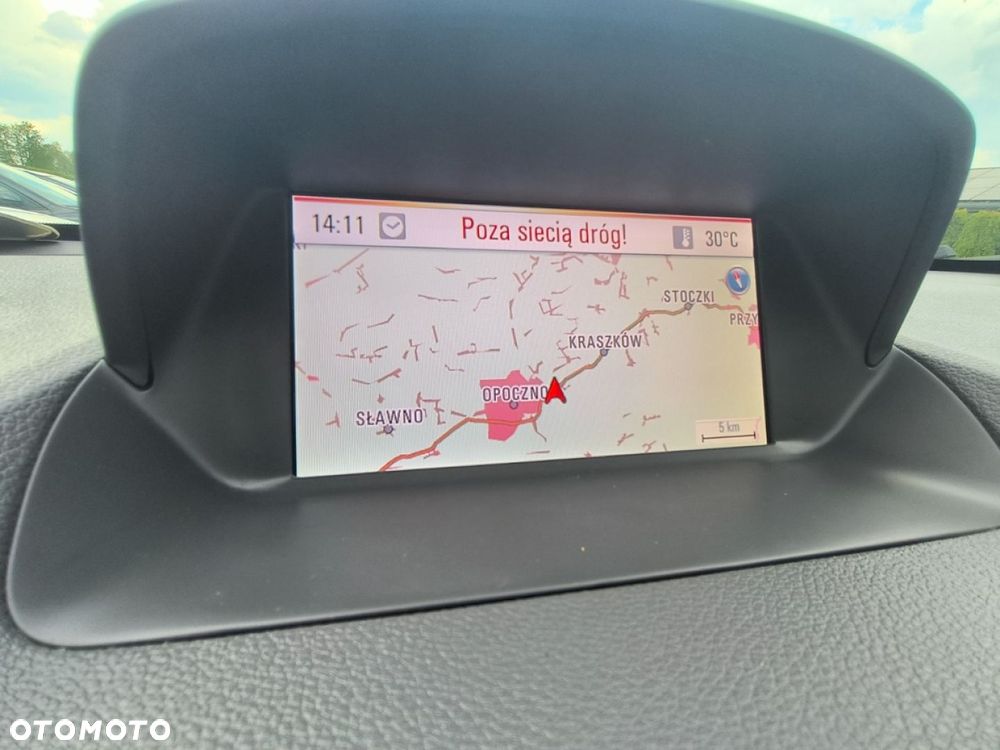 14:11 Poza siecią dróg! 30°C
STOCZKI
PRZY
KRASZKÓW
OPOCZNO
SŁAWNO
5 km
OTOMOTO